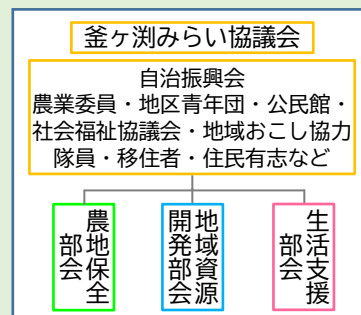 釜ヶ渕みらい協議会
自治振興会
農業委員・地区青年団・公民館・
社会福祉協議会・地域おこし協力
隊員・移住者・住民有志など
農地保全
部会
地域資源
開発部会
生活支援
部会